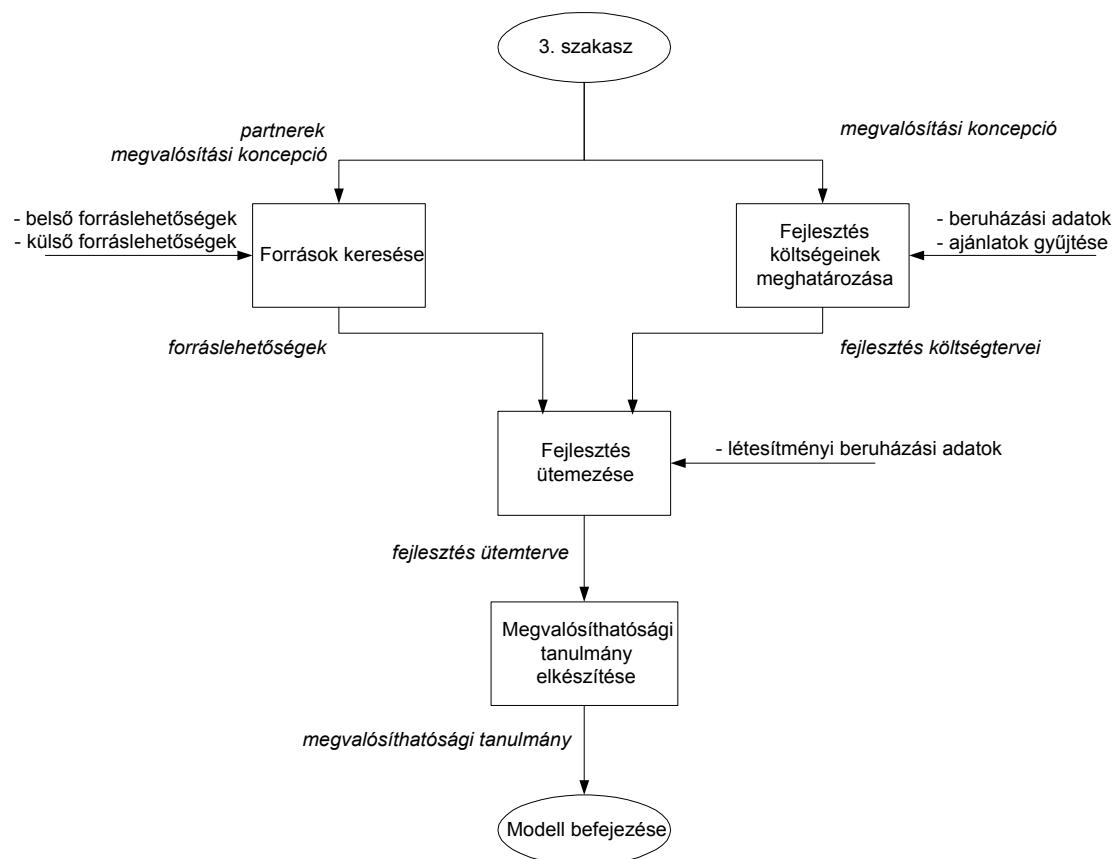 3. szakasz
partnerek
megvalósítási koncepció
megvalósítási koncepció
- belső forráslehetőségek
- külső forráslehetőségek
Források keresése
Fejlesztés
költségeinek
meghatározása
- beruházási adatok
- ajánlatok gyűjtése
forráslehetőségek
fejlesztés költségtervei
Fejlesztés
ütemezése
- létesítményi beruházási adatok
fejlesztés ütemterve
Megvalósíthatósági
tanulmány
elkészítése
megvalósíthatósági tanulmány
Modell befejezése